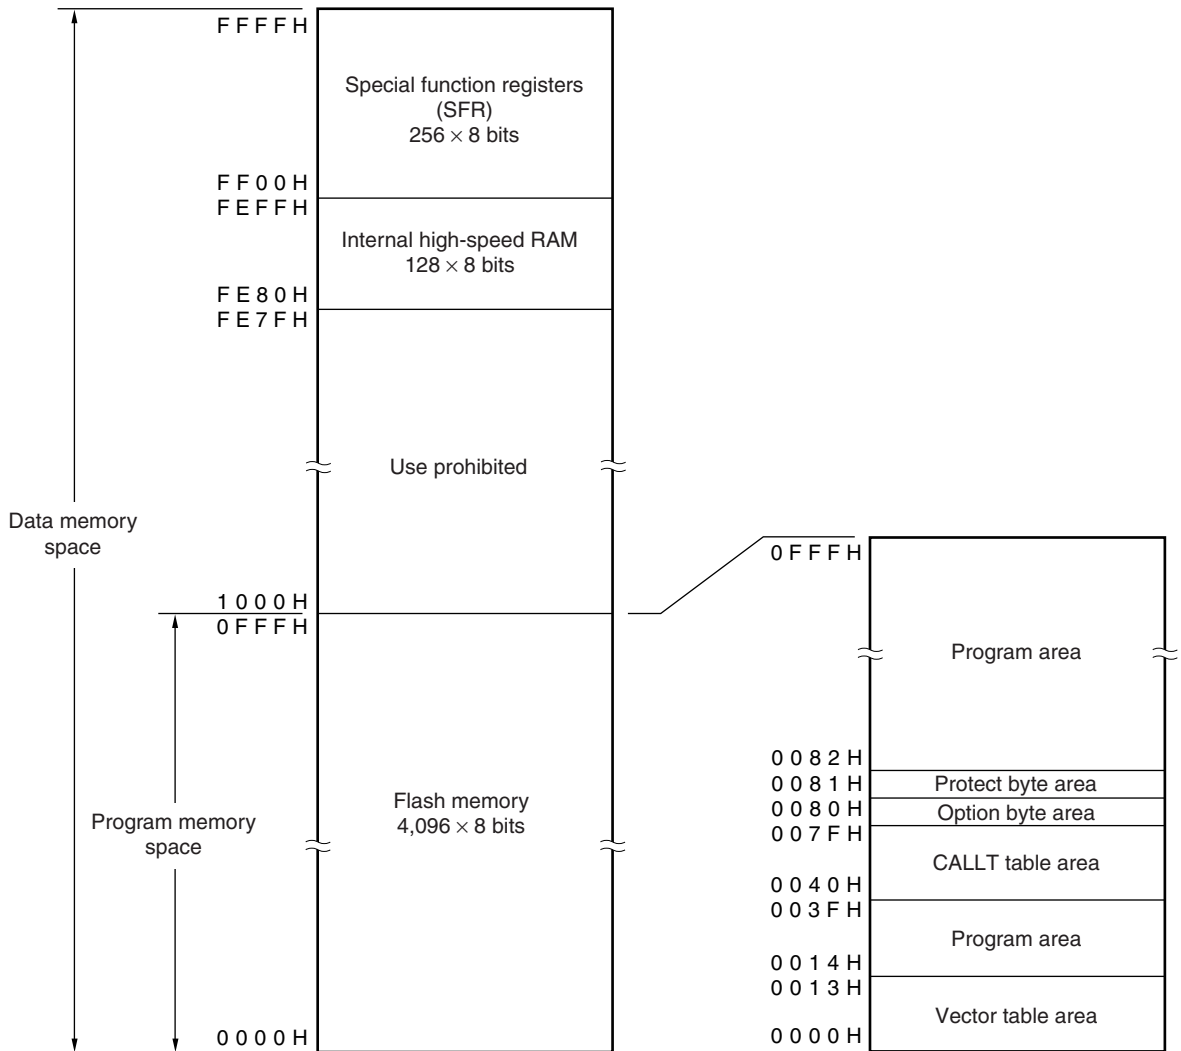 FFFFH
Special function registers
(SFR)
256 × 8 bits
FF00H
FEFFH
Internal high-speed RAM
128 × 8 bits
FE80H
FE7FH
Use prohibited
Data memory
space
1000H
0FFFH
Flash memory
4,096 × 8 bits
Program memory
space
0000H
0FFFH
Program area
0082H
0081H
Protect byte area
0080H
Option byte area
007FH
CALLT table area
0040H
003FH
Program area
0014H
0013H
Vector table area
0000H